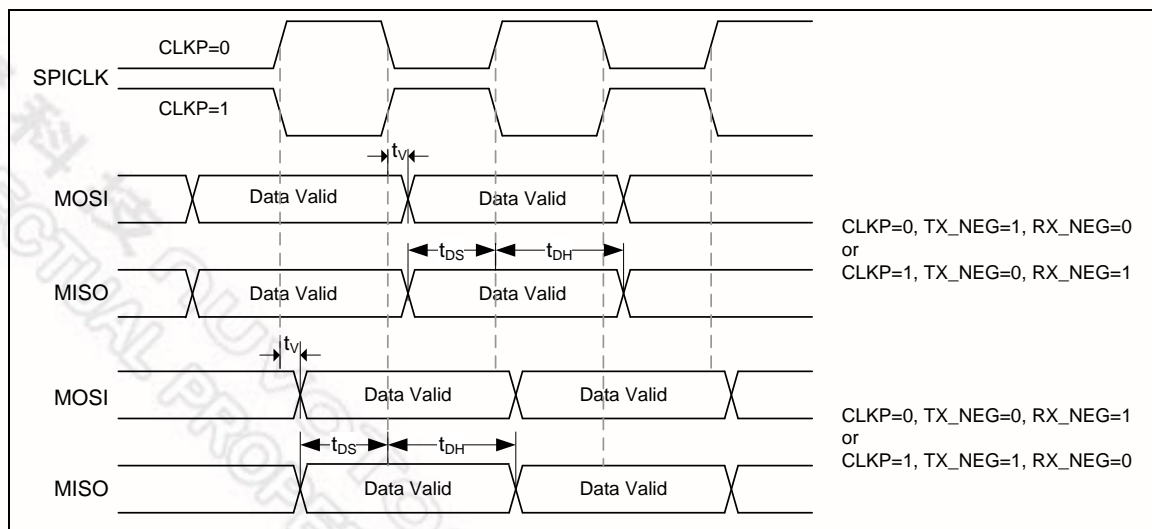 CLKP=0
SPICLK
CLKP=1
tV
MOSI
Data Valid
Data Valid
CLKP=0, TX_NEG=1, RX_NEG=0
or
CLKP=1, TX_NEG=0, RX_NEG=1
tDS
tDH
MISO
Data Valid
Data Valid
tV
MOSI
Data Valid
Data Valid
CLKP=0, TX_NEG=0, RX_NEG=1
or
CLKP=1, TX_NEG=1, RX_NEG=0
tDS
tDH
MISO
Data Valid
Data Valid
科技 nuvoTo